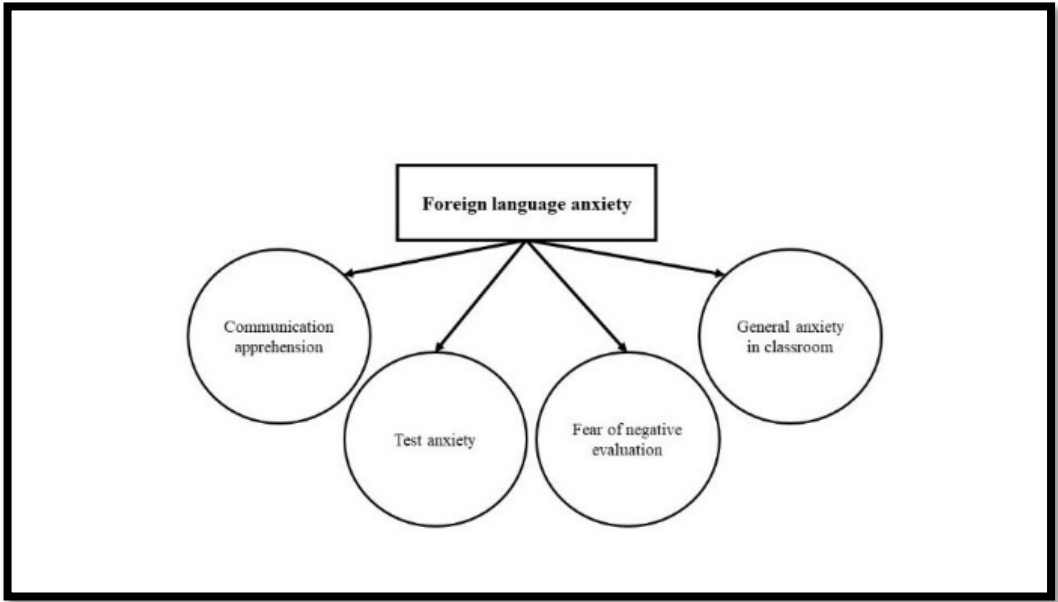 Foreign language anxiety
Communication
apprehension
Test anxiety
Fear of negative
evaluation
General anxiety
in classroom